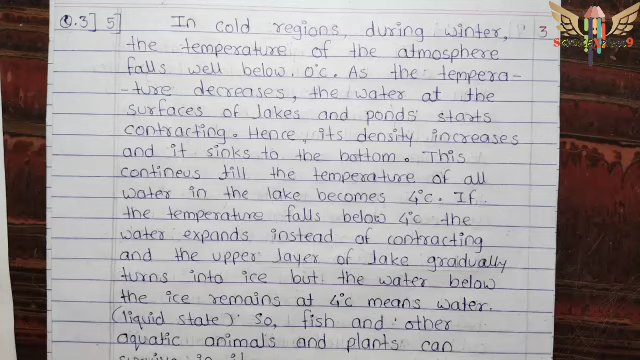 Q.3] 5] In cold regions, during winter, 3
the temperature of the atmosphere
falls well below 0°c. As the tempera-
-ture decreases, the water at the
surfaces of lakes and ponds starts
contracting. Hence, its density increases
and it sinks to the bottom. This
contineus till the temperature of all
water in the lake becomes 4°c. If
the temperature falls below 4°c the
water expands instead of contracting
and the upper layer of lake gradually
turns into ice but the water below
the ice remains at 4°c means water.
(liquid state). So, fish and other
aquatic animals and plants can